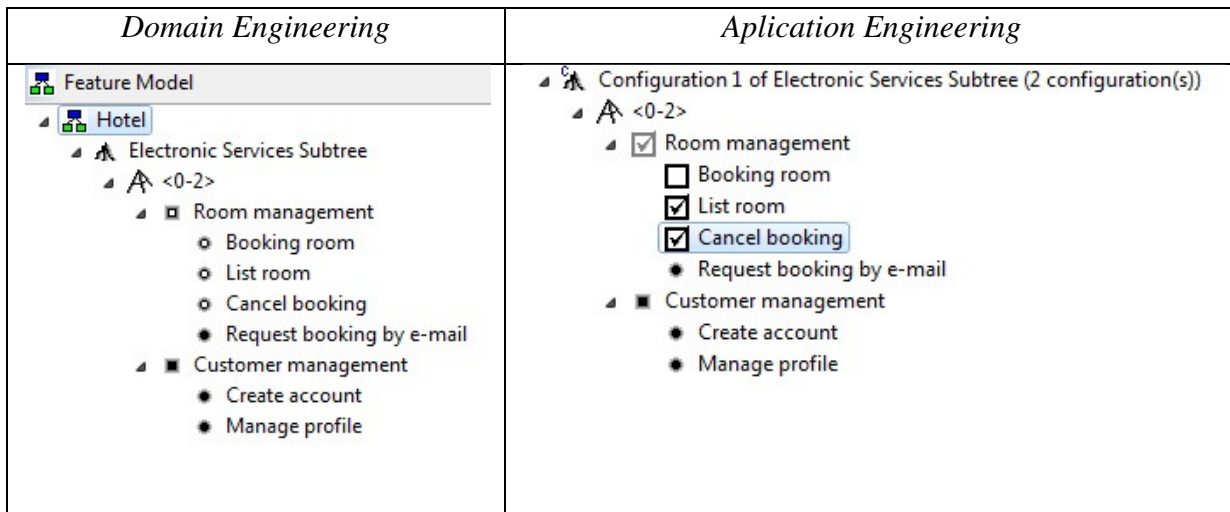 Domain Engineering
Aplication Engineering
Feature Model
Hotel
Electronic Services Subtree
<0-2>
Room management
Booking room
List room
Cancel booking
Request booking by e-mail
Customer management
Create account
Manage profile
Configuration 1 of Electronic Services Subtree (2 configuration(s))
<0-2>
Room management
Booking room
List room
Cancel booking
Request booking by e-mail
Customer management
Create account
Manage profile